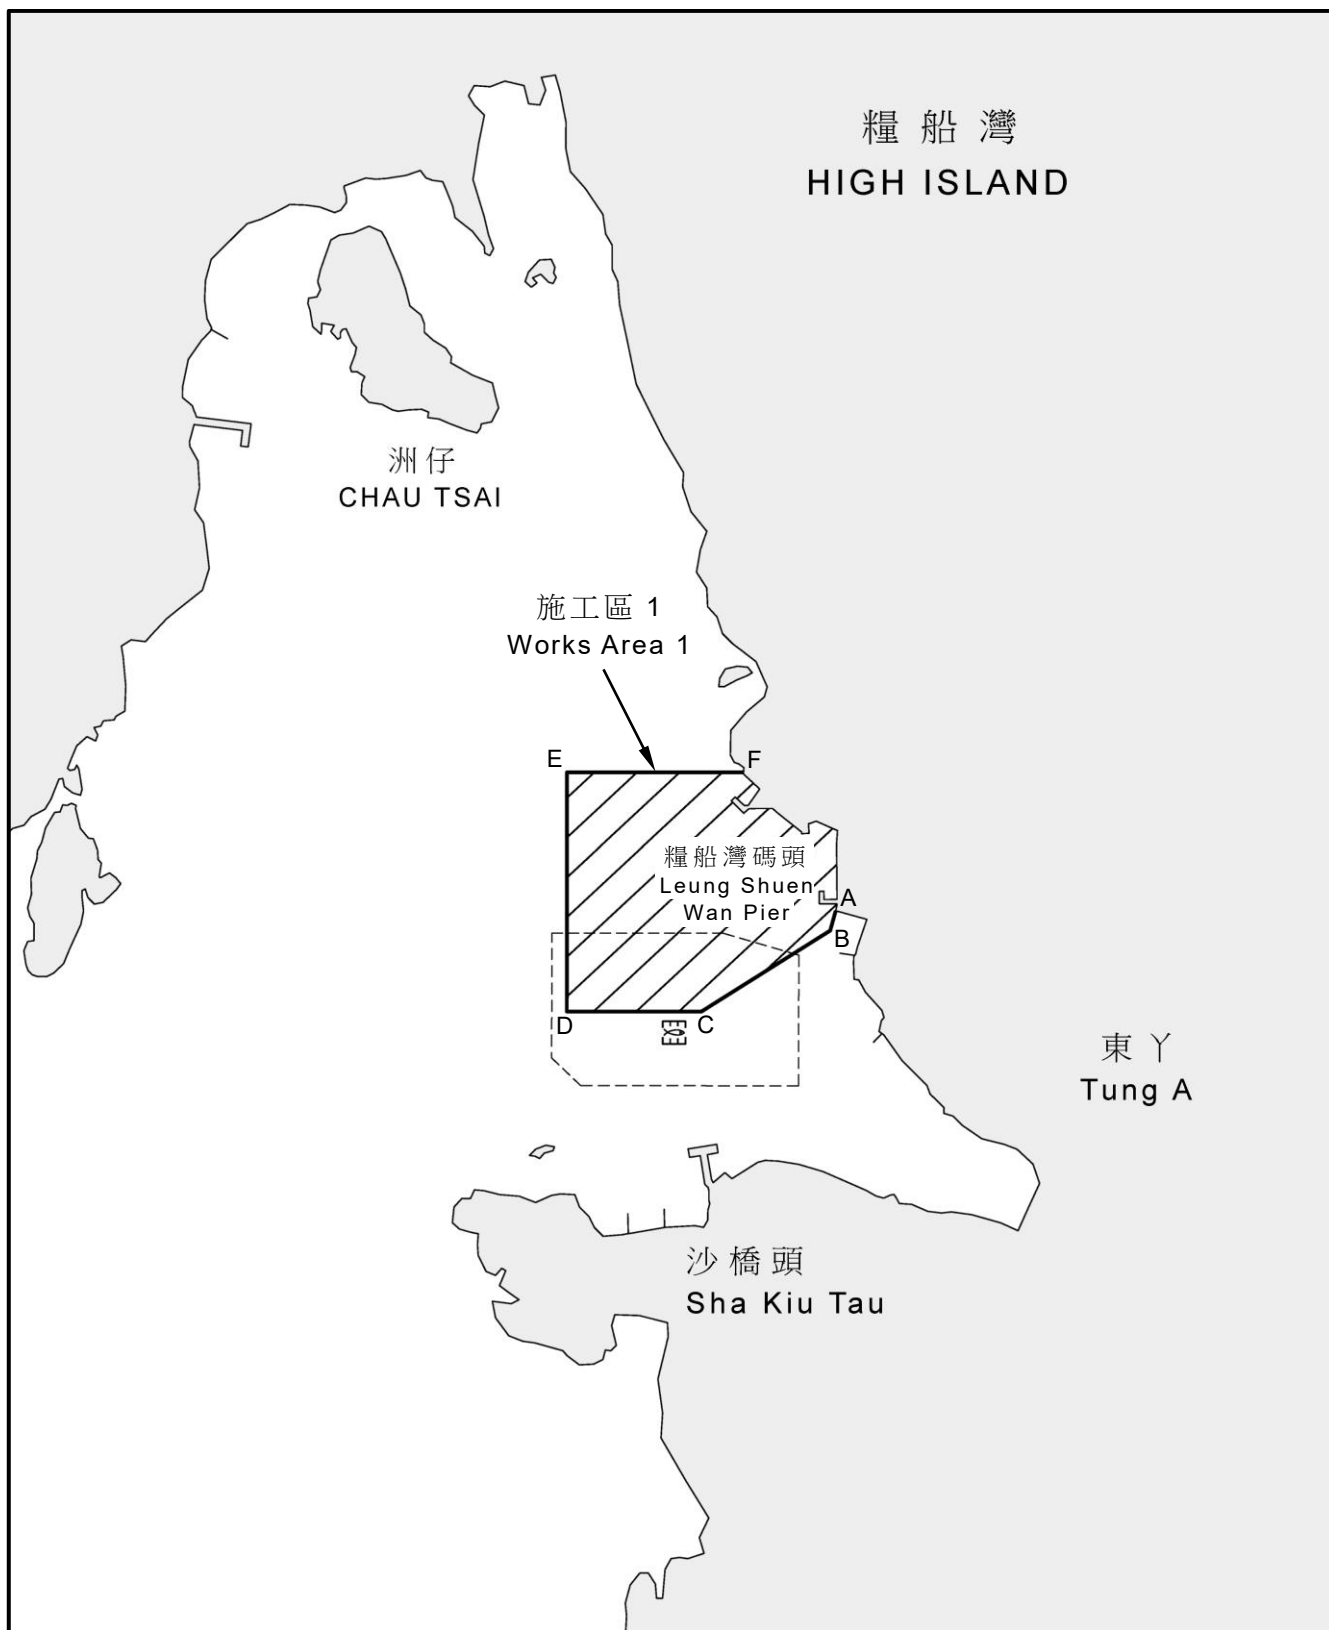 糧船灣
HIGH ISLAND
洲仔
CHAU TSAI
施工區 1
Works Area 1
E
F
糧船灣碼頭
Leung Shuen
Wan Pier
A
B
D
C
東丫
Tung A
沙橋頭
Sha Kiu Tau